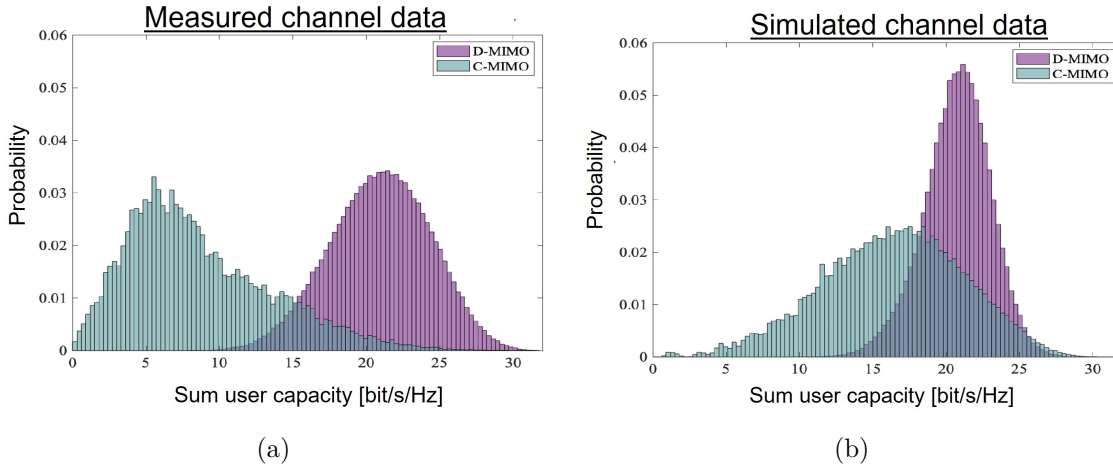 Measured channel data
0.06
0.05
0.04
0.03
0.02
0.01
0
Probability
D-MIMO
C-MIMO
0 5 10 15 20 25 30
Sum user capacity [bit/s/Hz]
(a)
Simulated channel data
0.06
0.05
0.04
0.03
0.02
0.01
0
Probability
D-MIMO
C-MIMO
0 5 10 15 20 25 30
Sum user capacity [bit/s/Hz]
(b)